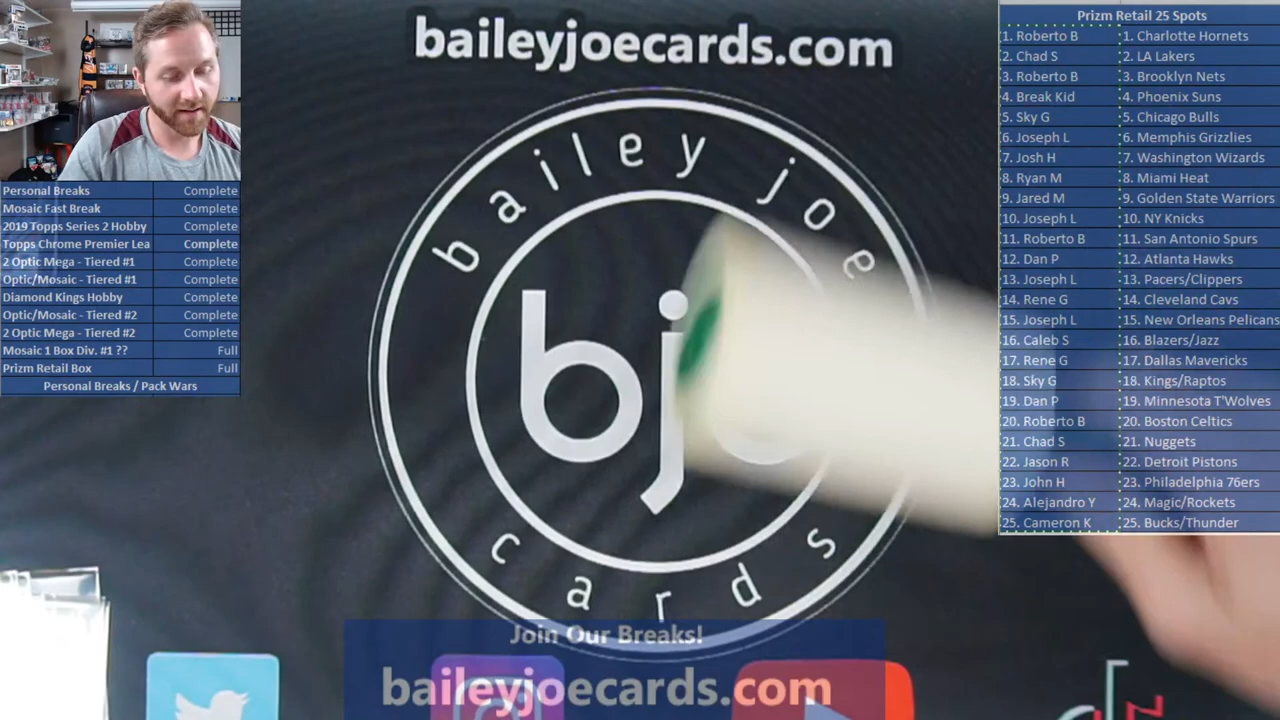 baileyjoecards.com
bailey joe
bjc
cards
Join Our Breaks!
baileyjoecards.com
Personal Breaks Complete
Mosaic Fast Break Complete
2019 Topps Series 2 Hobby Complete
Topps Chrome Premier Lea Complete
2 Optic Mega - Tiered #1 Complete
Optic/Mosaic - Tiered #1 Complete
Diamond Kings Hobby Complete
Optic/Mosaic - Tiered #2 Complete
2 Optic Mega - Tiered #2 Complete
Mosaic 1 Box Div. #1 ?? Full
Prizm Retail Box Full
Personal Breaks / Pack Wars
Prizm Retail 25 Spots
1. Roberto B 1. Charlotte Hornets
2. Chad S 2. LA Lakers
3. Roberto B 3. Brooklyn Nets
4. Break Kid 4. Phoenix Suns
5. Sky G 5. Chicago Bulls
6. Joseph L 6. Memphis Grizzlies
7. Josh H 7. Washington Wizards
8. Ryan M 8. Miami Heat
9. Jared M 9. Golden State Warriors
10. Joseph L 10. NY Knicks
11. Roberto B 11. San Antonio Spurs
12. Dan P 12. Atlanta Hawks
13. Joseph L 13. Pacers/Clippers
14. Rene G 14. Cleveland Cavs
15. Joseph L 15. New Orleans Pelicans
16. Caleb S 16. Blazers/Jazz
17. Rene G 17. Dallas Mavericks
18. Sky G 18. Kings/Raptos
19. Dan P 19. Minnesota T'Wolves
20. Roberto B 20. Boston Celtics
21. Chad S 21. Nuggets
22. Jason R 22. Detroit Pistons
23. John H 23. Philadelphia 76ers
24. Alejandro Y 24. Magic/Rockets
25. Cameron K 25. Bucks/Thunder